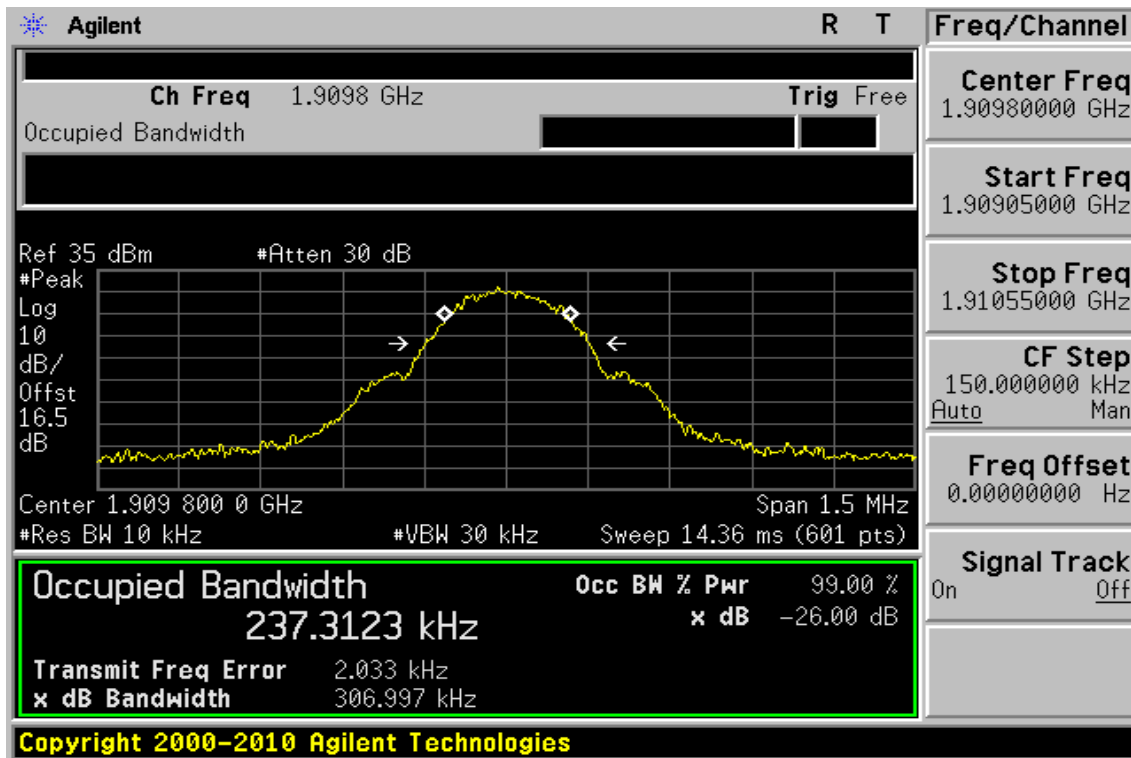 Agilent R T
Ch Freq 1.9098 GHz Trig Free
Occupied Bandwidth
Ref 35 dBm #Atten 30 dB
#Peak
Log
10
dB/
Offst
16.5
dB
Center 1.909 800 0 GHz Span 1.5 MHz
#Res BW 10 kHz #VBW 30 kHz Sweep 14.36 ms (601 pts)
Occupied Bandwidth
237.3123 kHz
Occ BW % Pwr 99.00 %
x dB -26.00 dB
Transmit Freq Error 2.033 kHz
x dB Bandwidth 306.997 kHz
Copyright 2000-2010 Agilent Technologies
Freq/Channel
Center Freq
1.90980000 GHz
Start Freq
1.90905000 GHz
Stop Freq
1.91055000 GHz
CF Step
150.000000 kHz
Auto Man
Freq Offset
0.00000000 Hz
Signal Track
On Off